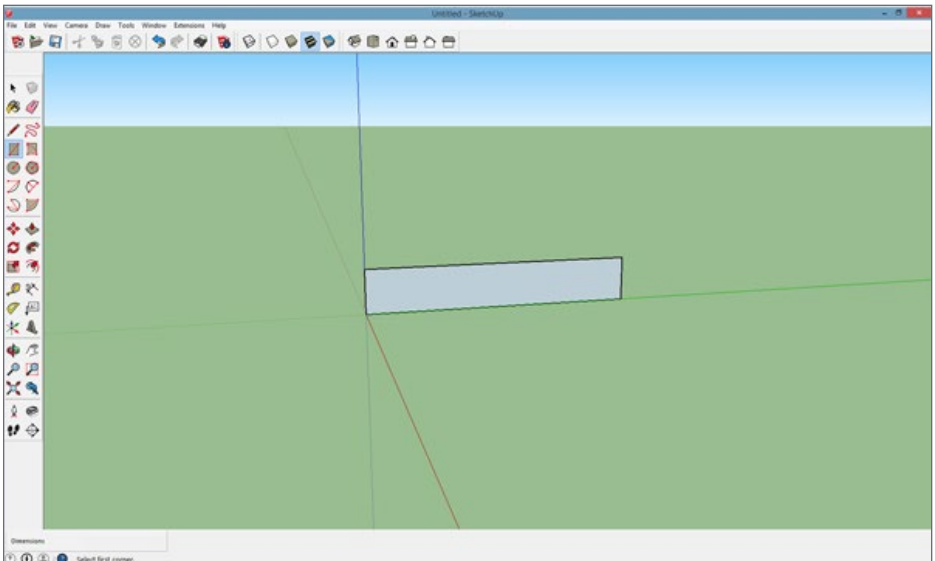 Untitled - SketchUp
File Edit View Camera Draw Tools Window Extensions Help
Dimensions
Select first corner